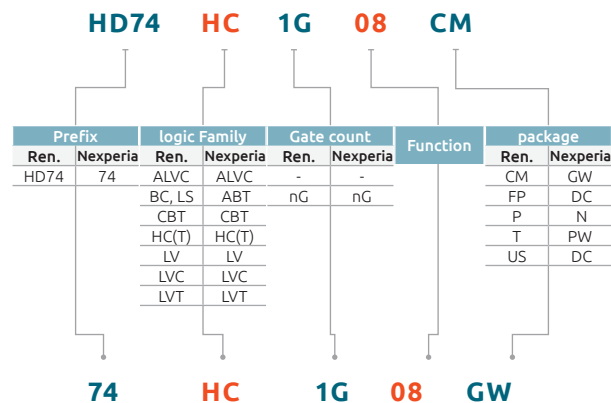 HD74 HC 1G 08 CM
Prefix logic Family Gate count Function package
Ren. Nexperia Ren. Nexperia Ren. Nexperia Ren. Nexperia
HD74 74 ALVC ALVC - - CM GW
BC, LS ABT nG nG FP DC
CBT CBT P N
HC(T) HC(T) T PW
LV LV US DC
LVC LVC
LVT LVT
74 HC 1G 08 GW